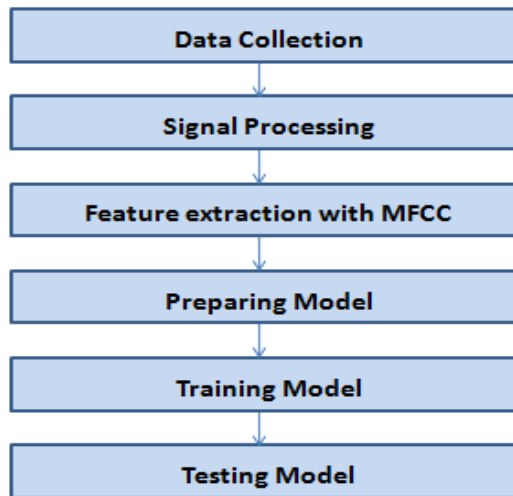 Data Collection
Signal Processing
Feature extraction with MFCC
Preparing Model
Training Model
Testing Model